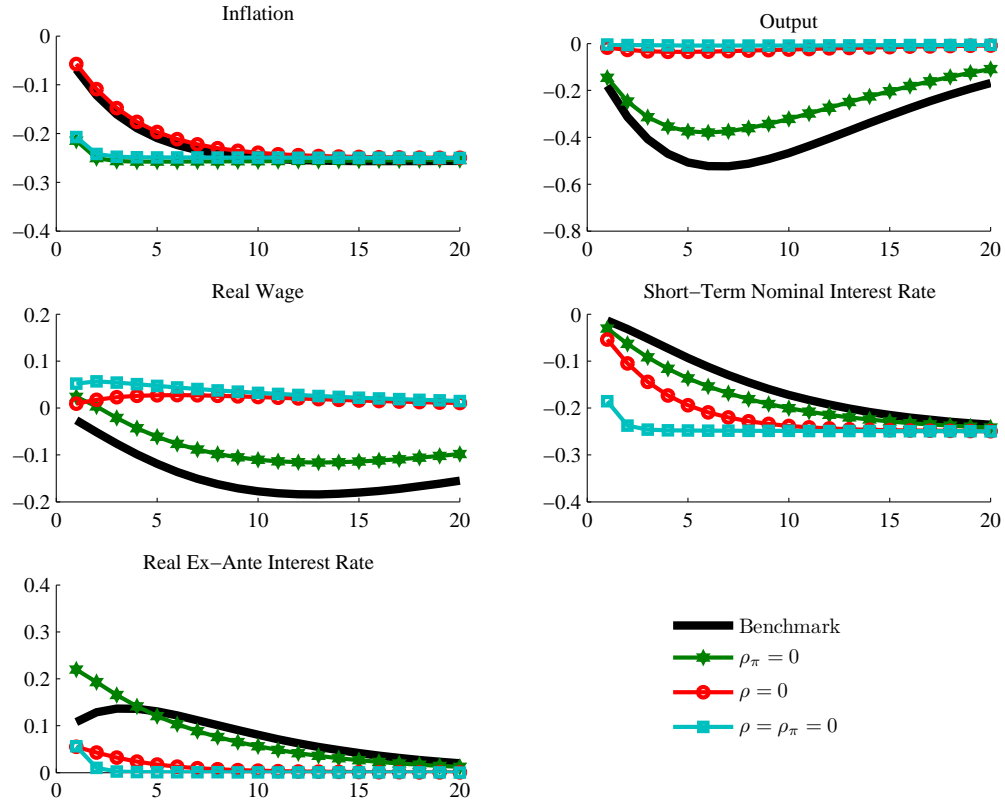 Inflation
0
−0.1
−0.2
−0.3
−0.4
0 5 10 15 20
Output
0
−0.2
−0.4
−0.6
−0.8
0 5 10 15 20
Real Wage
0.2
0.1
0
−0.1
−0.2
0 5 10 15 20
Short−Term Nominal Interest Rate
0
−0.1
−0.2
−0.3
−0.4
0 5 10 15 20
Real Ex−Ante Interest Rate
0.4
0.3
0.2
0.1
0
0 5 10 15 20
Benchmark
ρπ = 0
ρ = 0
ρ = ρπ = 0